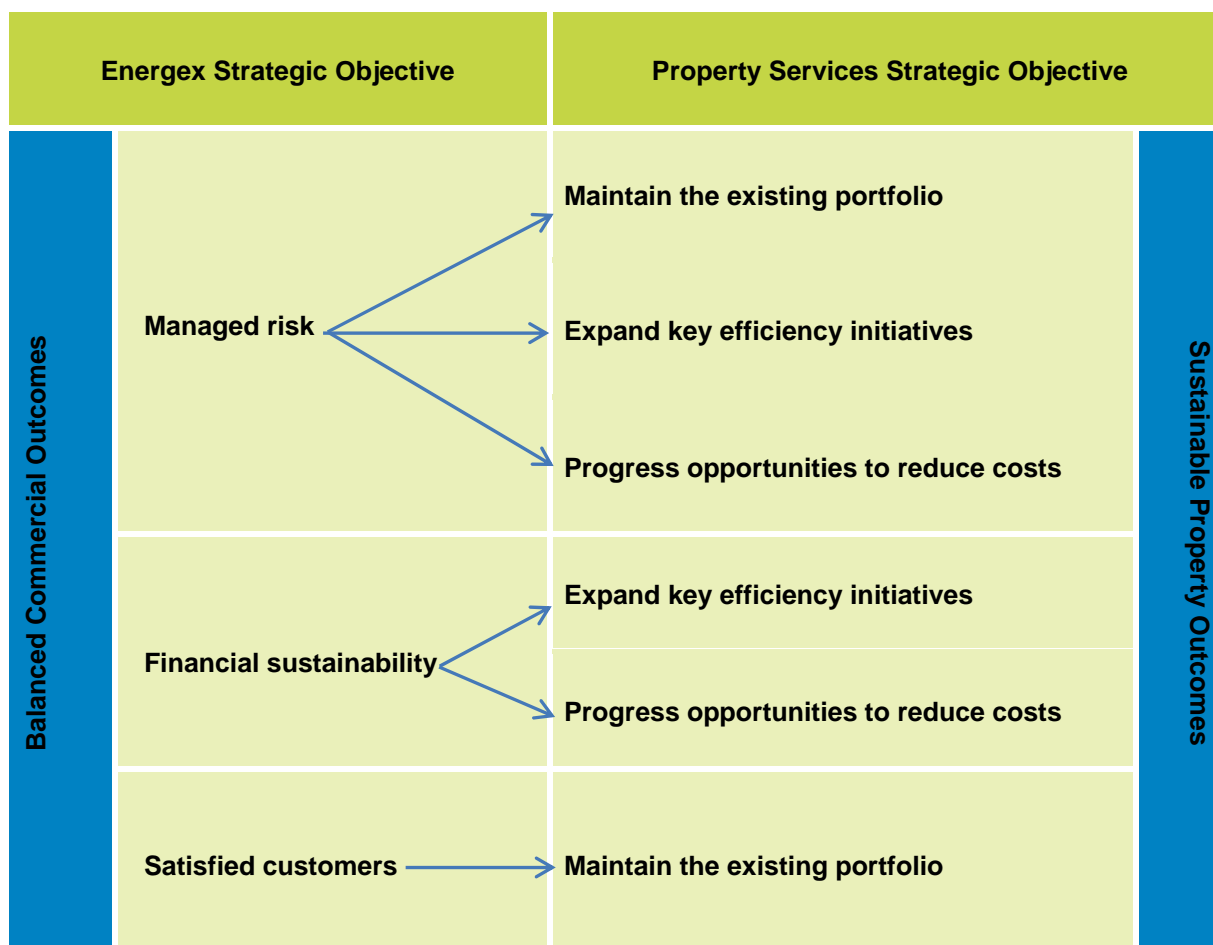 Energex Strategic Objective
Property Services Strategic Objective
Balanced Commercial Outcomes
Managed risk
Maintain the existing portfolio
Expand key efficiency initiatives
Progress opportunities to reduce costs
Financial sustainability
Expand key efficiency initiatives
Progress opportunities to reduce costs
Satisfied customers
Maintain the existing portfolio
Sustainable Property Outcomes